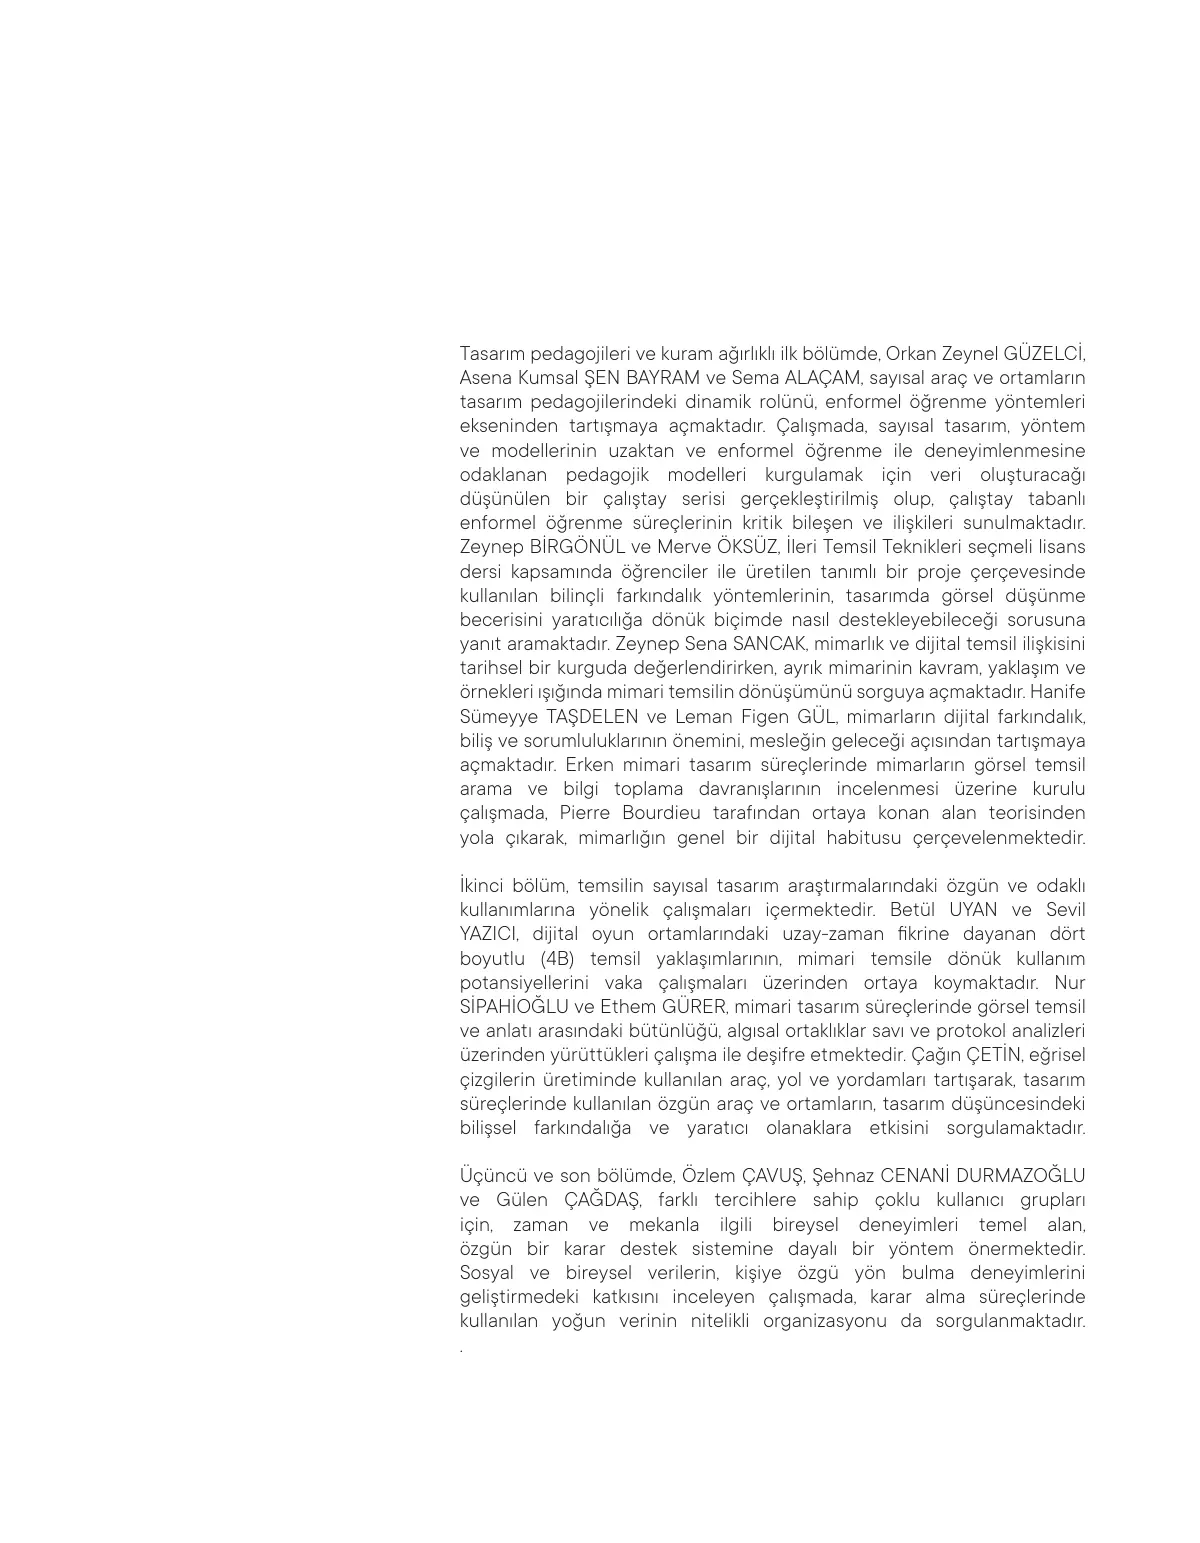 Tasarım pedagojileri ve kuram ağırlıklı ilk bölümde, Orkan Zeynel GÜZELCİ,
Asena Kumsal ŞEN BAYRAM ve Sema ALAÇAM, sayısal araç ve ortamların
tasarım pedagojilerindeki dinamik rolünü, enformel öğrenme yöntemleri
ekseninden tartışmaya açmaktadır. Çalışmada, sayısal tasarım, yöntem
ve modellerinin uzaktan ve enformel öğrenme ile deneyimlenmesine
odaklanan pedagojik modelleri kurgulamak için veri oluşturacağı
düşünülen bir çalıştay serisi gerçekleştirilmiş olup, çalıştay tabanlı
enformel öğrenme süreçlerinin kritik bileşen ve ilişkileri sunulmaktadır.
Zeynep BİRGÖNÜL ve Merve ÖKSÜZ, İleri Temsil Teknikleri seçmeli lisans
dersi kapsamında öğrenciler ile üretilen tanımlı bir proje çerçevesinde
kullanılan bilinçli farkındalık yöntemlerinin, tasarımda görsel düşünme
becerisini yaratıcılığa dönük biçimde nasıl destekleyebileceği sorusuna
yanıt aramaktadır. Zeynep Sena SANCAK, mimarlık ve dijital temsil ilişkisini
tarihsel bir kurguda değerlendirirken, ayrık mimarinin kavram, yaklaşım ve
örnekleri ışığında mimari temsilin dönüşümünü sorguya açmaktadır. Hanife
Sümeyye TAŞDELEN ve Leman Figen GÜL, mimarların dijital farkındalık,
biliş ve sorumluluklarının önemini, mesleğin geleceği açısından tartışmaya
açmaktadır. Erken mimari tasarım süreçlerinde mimarların görsel temsil
arama ve bilgi toplama davranışlarının incelenmesi üzerine kurulu
çalışmada, Pierre Bourdieu tarafından ortaya konan alan teorisinden
yola çıkarak, mimarlığın genel bir dijital habitusu çerçevelenmektedir.
İkinci bölüm, temsilin sayısal tasarım araştırmalarındaki özgün ve odaklı
kullanımlarına yönelik çalışmaları içermektedir. Betül UYAN ve Sevil
YAZICI, dijital oyun ortamlarındaki uzay-zaman fikrine dayanan dört
boyutlu (4B) temsil yaklaşımlarının, mimari temsile dönük kullanım
potansiyellerini vaka çalışmaları üzerinden ortaya koymaktadır. Nur
SİPAHİOĞLU ve Ethem GÜRER, mimari tasarım süreçlerinde görsel temsil
ve anlatı arasındaki bütünlüğü, algısal ortaklıklar savı ve protokol analizleri
üzerinden yürüttükleri çalışma ile deşifre etmektedir. Çağın ÇETİN, eğrisel
çizgilerin üretiminde kullanılan araç, yol ve yordamları tartışarak, tasarım
süreçlerinde kullanılan özgün araç ve ortamların, tasarım düşüncesindeki
bilişsel farkındalığa ve yaratıcı olanaklara etkisini sorgulamaktadır.
Üçüncü ve son bölümde, Özlem ÇAVUŞ, Şehnaz CENANİ DURMAZOĞLU
ve Gülen ÇAĞDAŞ, farklı tercihlere sahip çoklu kullanıcı grupları
için, zaman ve mekanla ilgili bireysel deneyimleri temel alan,
özgün bir karar destek sistemine dayalı bir yöntem önermektedir.
Sosyal ve bireysel verilerin, kişiye özgü yön bulma deneyimlerini
geliştirmedeki katkısını inceleyen çalışmada, karar alma süreçlerinde
kullanılan yoğun verinin nitelikli organizasyonu da sorgulanmaktadır.
.